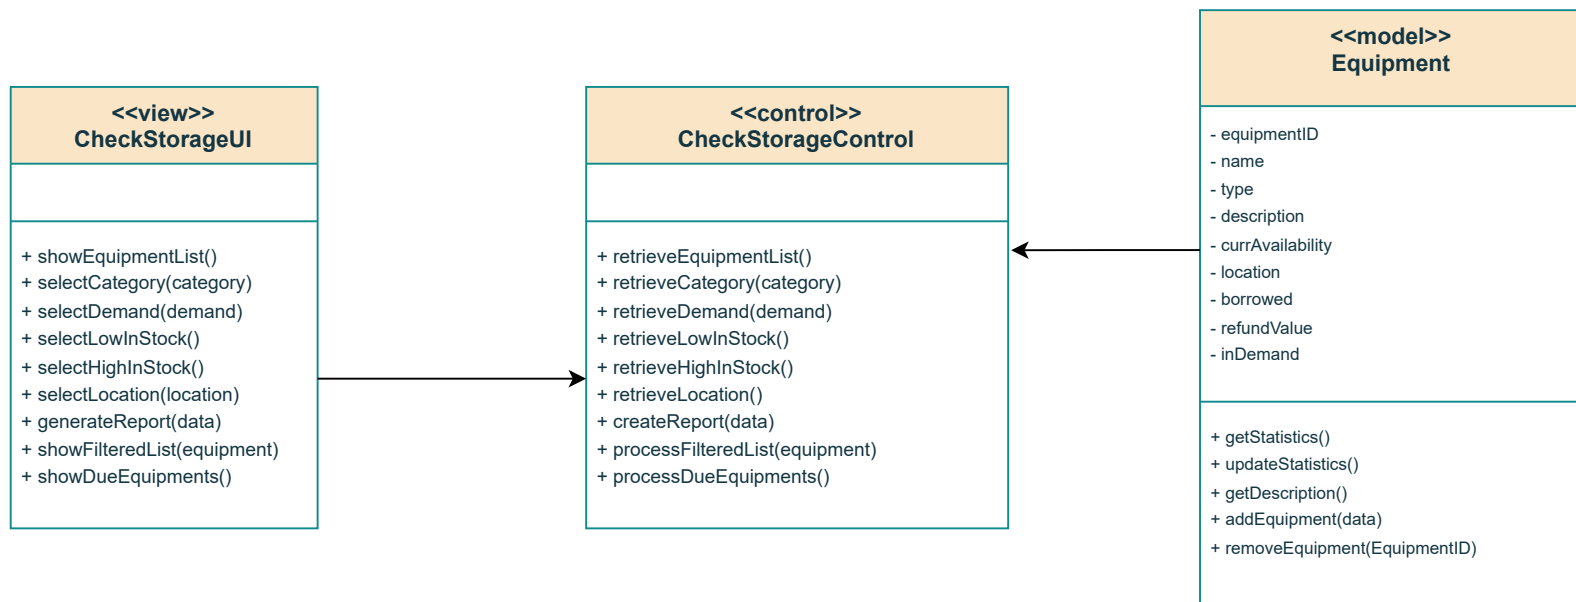 <<view>>
CheckStorageUI
+ showEquipmentList()
+ selectCategory(category)
+ selectDemand(demand)
+ selectLowInStock()
+ selectHighInStock()
+ selectLocation(location)
+ generateReport(data)
+ showFilteredList(equipment)
+ showDueEquipments()
<<control>>
CheckStorageControl
+ retrieveEquipmentList()
+ retrieveCategory(category)
+ retrieveDemand(demand)
+ retrieveLowInStock()
+ retrieveHighInStock()
+ retrieveLocation()
+ createReport(data)
+ processFilteredList(equipment)
+ processDueEquipments()
<<model>>
Equipment
- equipmentID
- name
- type
- description
- currAvailability
- location
- borrowed
- refundValue
- inDemand
+ getStatistics()
+ updateStatistics()
+ getDescription()
+ addEquipment(data)
+ removeEquipment(EquipmentID)